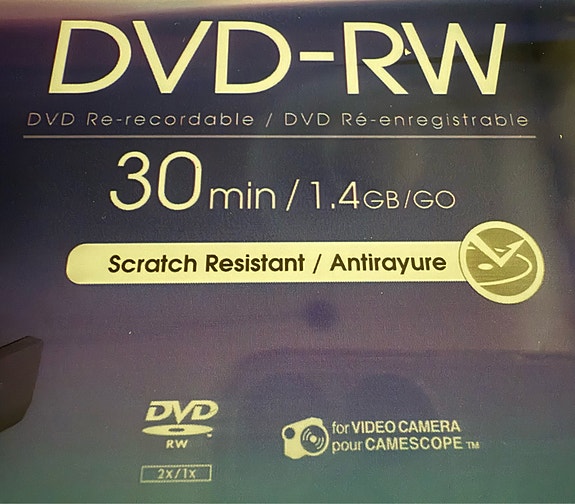 DVD-RW
DVD Re-recordable / DVD Ré-enregistrable
30min / 1.4GB/GO
Scratch Resistant / Antirayure
DVD
RW
2x/1x
for VIDEO CAMERA
pour CAMESCOPE TM